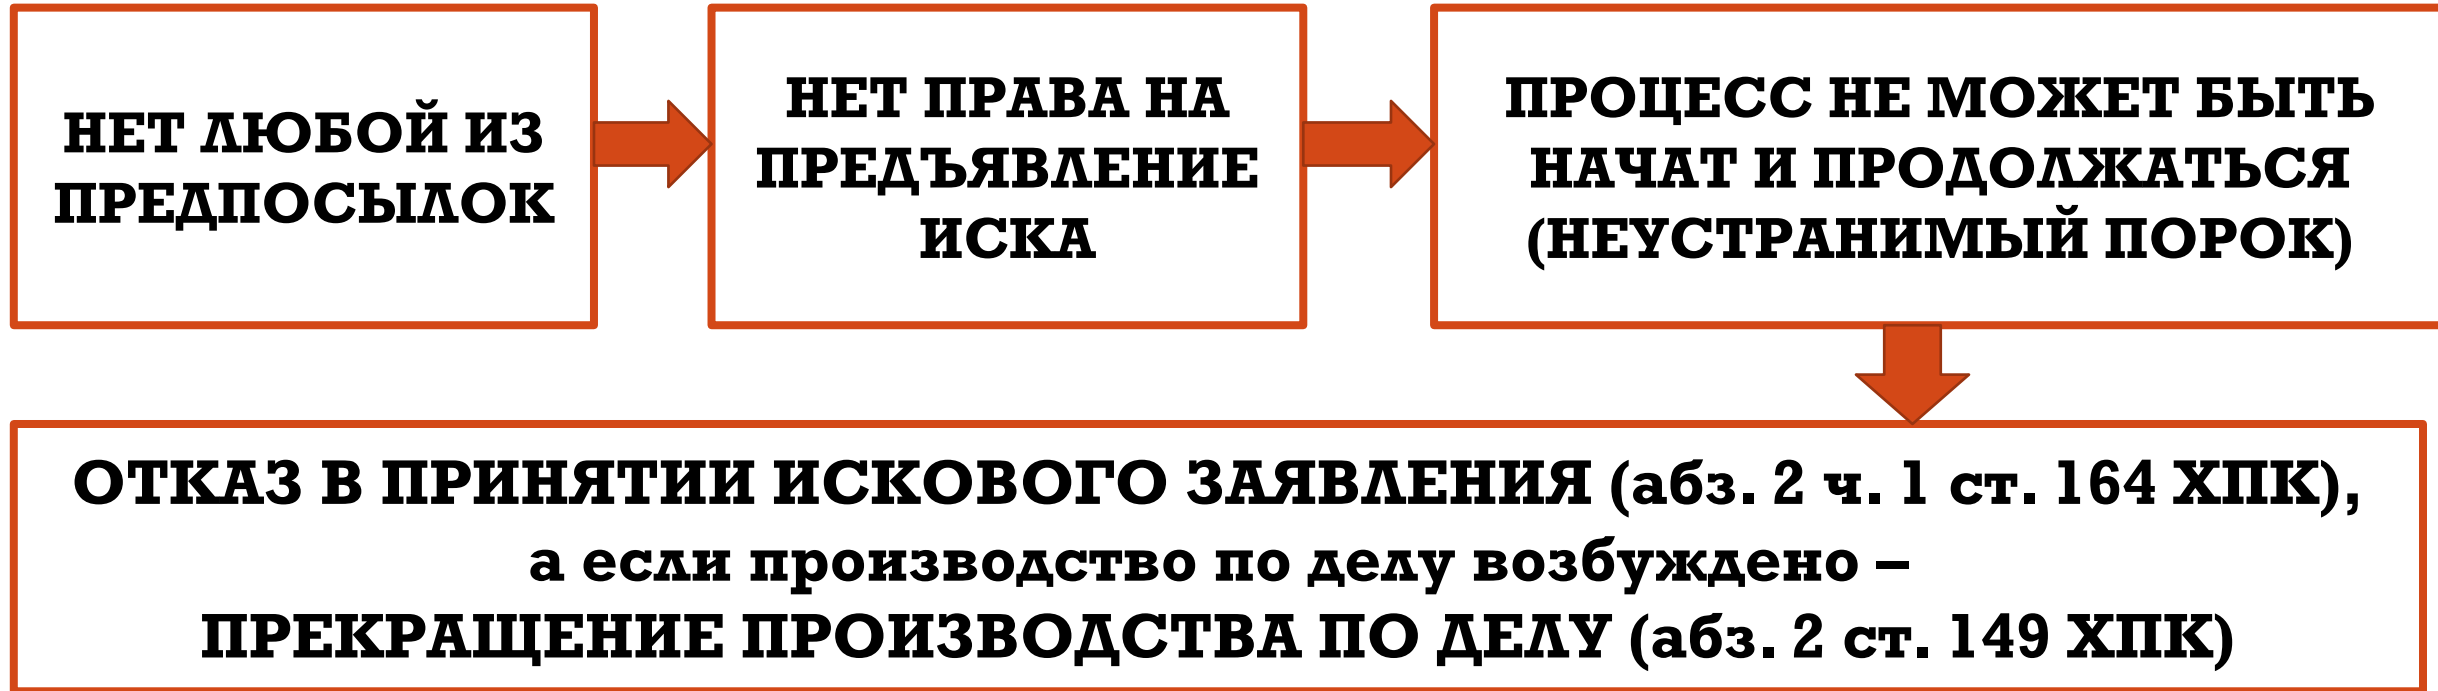 НЕТ ЛЮБОЙ ИЗ
ПРЕДПОСЫЛОК
НЕТ ПРАВА НА
ПРЕДЪЯВЛЕНИЕ
ИСКА
ПРОЦЕСС НЕ МОЖЕТ БЫТЬ
НАЧАТ И ПРОДОЛЖАТЬСЯ
(НЕУСТРАНИМЫЙ ПОРОК)
ОТКАЗ В ПРИНЯТИИ ИСКОВОГО ЗАЯВЛЕНИЯ (абз. 2 ч. 1 ст. 164 ХПК),
а если производство по делу возбуждено –
ПРЕКРАЩЕНИЕ ПРОИЗВОДСТВА ПО ДЕЛУ (абз. 2 ст. 149 ХПК)